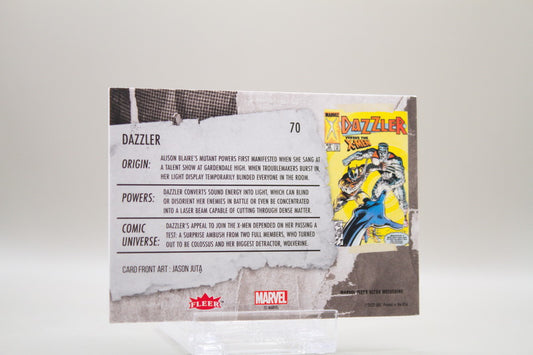 70
DAZZLER
ORIGIN:
ALISON BLAIRE'S MUTANT POWERS FIRST MANIFESTED WHEN SHE SANG AT
A TALENT SHOW AT GARDENDALE HIGH. WHEN TROUBLEMAKERS BURST IN,
HER LIGHT DISPLAY TEMPORARILY BLINDED EVERYONE IN THE ROOM.
POWERS:
DAZZLER CONVERTS SOUND ENERGY INTO LIGHT, WHICH CAN BLIND
OR DISORIENT HER ENEMIES IN BATTLE OR EVEN BE CONCENTRATED
INTO A LASER BEAM CAPABLE OF CUTTING THROUGH DENSE MATTER.
COMIC
UNIVERSE:
DAZZLER'S APPEAL TO JOIN THE X-MEN DEPENDED ON HER PASSING A
TEST: A SURPRISE AMBUSH FROM TWO FULL MEMBERS, WHO TURNED
OUT TO BE COLOSSUS AND HER BIGGEST DETRACTOR, WOLVERINE.
CARD FRONT ART : JASON JUTA
FLEER
MARVEL
© MARVEL
MARVEL
DAZZLER
VERSUS THE
X-MEN